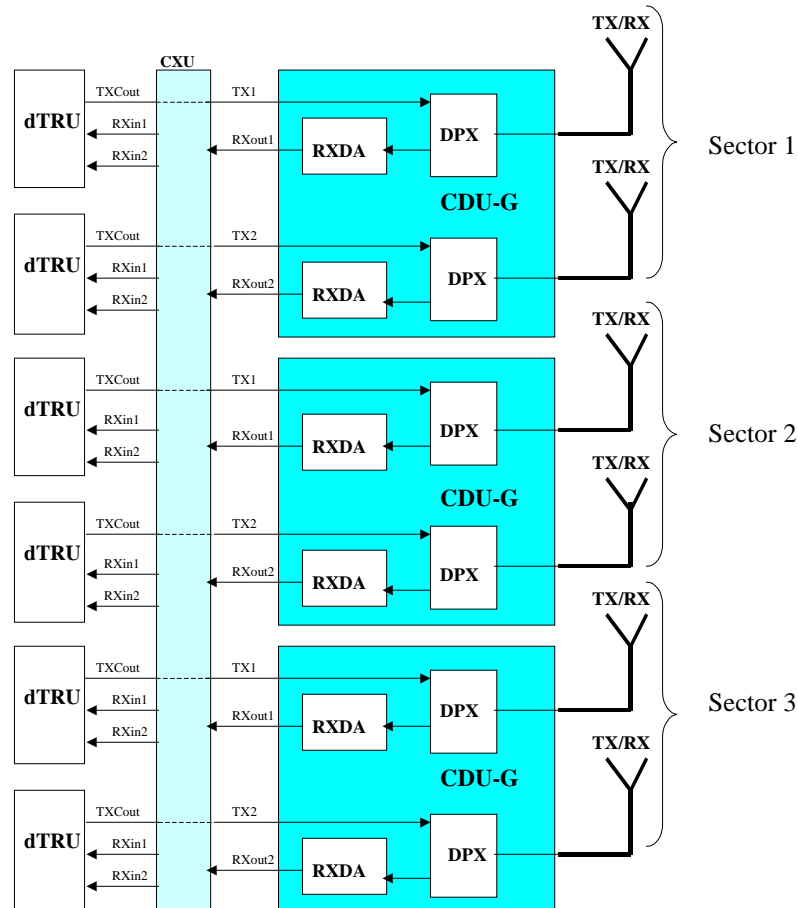 TX/RX
CXU
TXCout TX1
dTRU RXin1 RXout1 RXDA DPX Sector 1
RXin2
CDU-G
TX/RX
TXCout TX2
dTRU RXin1 RXout2 RXDA DPX
RXin2
TX/RX
TXCout TX1
dTRU RXin1 RXout1 RXDA DPX Sector 2
RXin2
TX/RX
CDU-G
TXCout TX2
dTRU RXin1 RXout2 RXDA DPX
RXin2
TX/RX
TXCout TX1
dTRU RXin1 RXout1 RXDA DPX Sector 3
RXin2
TX/RX
CDU-G
TXCout TX2
dTRU RXin1 RXout2 RXDA DPX
RXin2